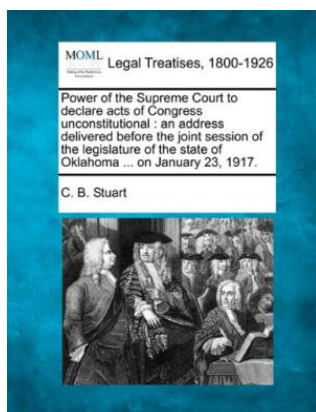 MOML
Legal Treatises, 1800-1926
Power of the Supreme Court to
declare acts of Congress
unconstitutional : an address
delivered before the joint session of
the legislature of the state of
Oklahoma ... on January 23, 1917.
C. B. Stuart